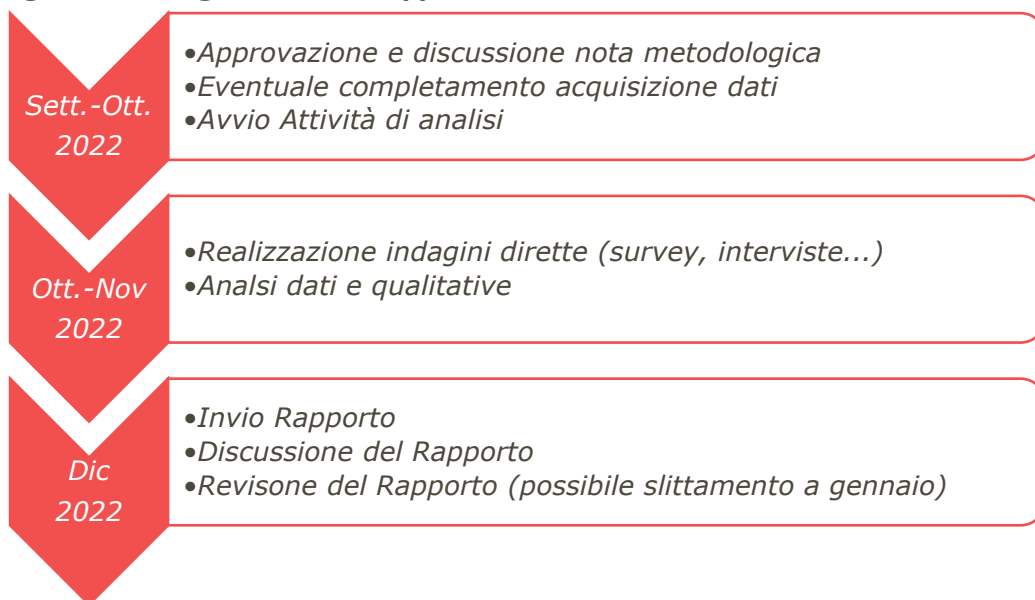 Sett.-Ott.
2022
•Approvazione e discussione nota metodologica
•Eventuale completamento acquisizione dati
•Avvio Attività di analisi
Ott.-Nov
2022
•Realizzazione indagini dirette (survey, interviste...)
•Analsi dati e qualitative
Dic
2022
•Invio Rapporto
•Discussione del Rapporto
•Revisone del Rapporto (possibile slittamento a gennaio)